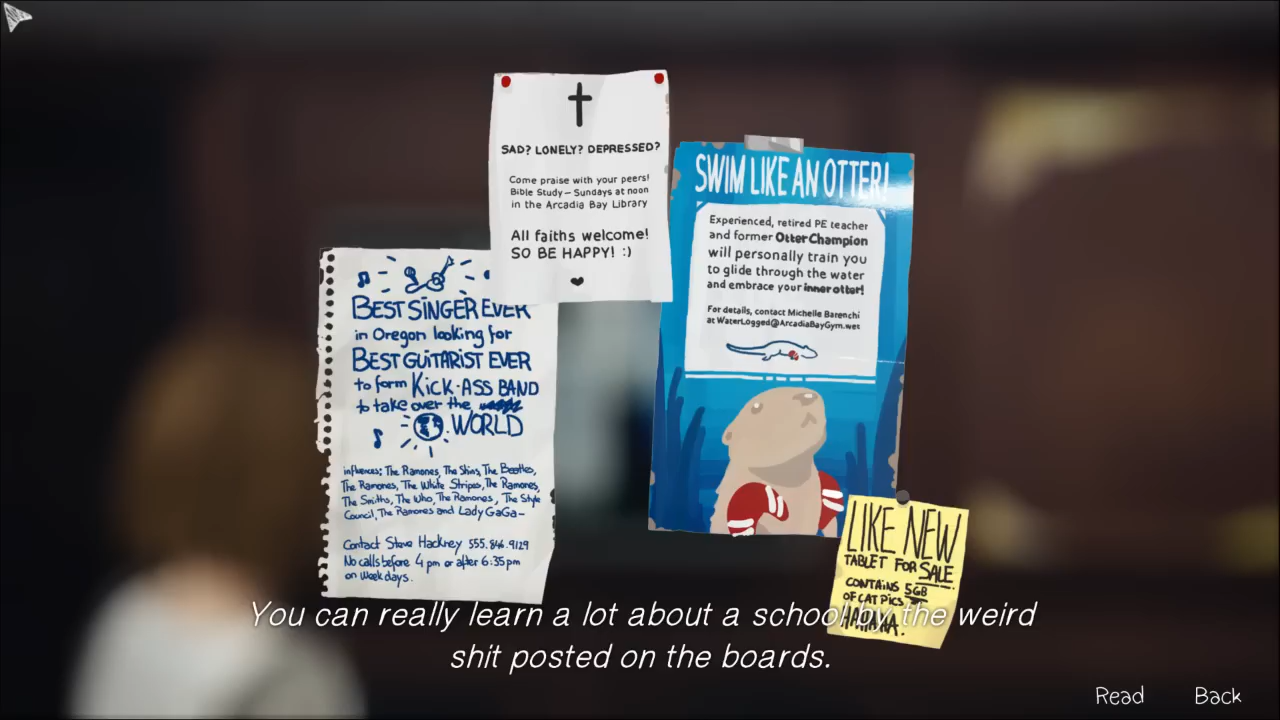 SAD? LONELY? DEPRESSED?
Come praise with your peers!
Bible Study – Sundays at noon
in the Arcadia Bay Library
All faiths welcome!
SO BE HAPPY! :)
SWIM LIKE AN OTTER!
Experienced, retired PE teacher
and former Otter Champion
will personally train you
to glide through the water
and embrace your inner otter!
For details, contact Michelle Barenchi
at WaterLogged@ArcadiaBayGym.wet
BEST SINGER EVER
in Oregon looking for
BEST GUITARIST EVER
to form KICK-ASS BAND
to take over the
WORLD
influences: The Ramones, The Shins, The Beatles,
The Ramones, The White Stripes, The Ramones,
The Smiths, The Who, The Ramones, The Style
Council, The Ramones and Lady GaGa-
Contact Steve Hackney 555.846.9129
No calls before 4 pm or after 6:35 pm
on weekdays.
LIKE NEW
TABLET FOR SALE
CONTAINS 5GB
OF CAT PICS
HAHAHA.
You can really learn a lot about a school by the weird
shit posted on the boards.
Read Back